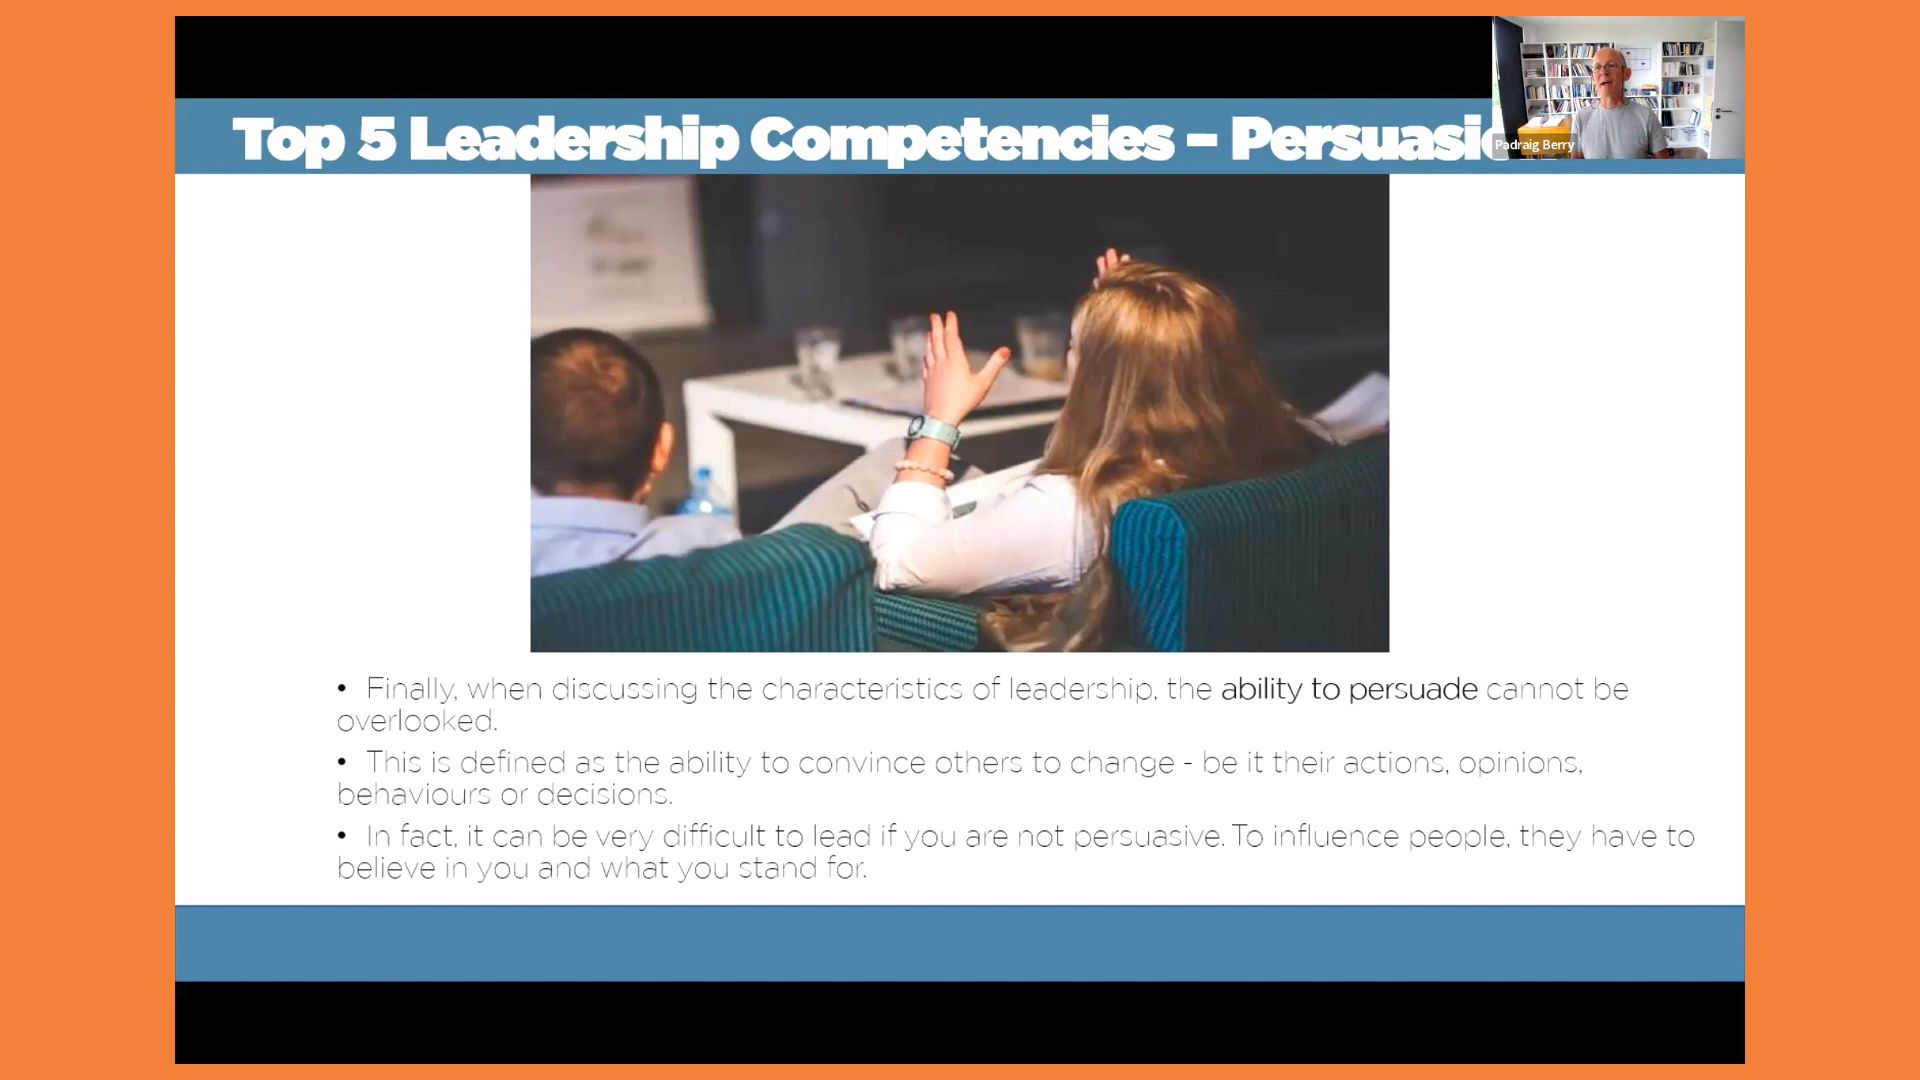 Top 5 Leadership Competencies – Persuasi
Padraig Berry
• Finally, when discussing the characteristics of leadership, the ability to persuade cannot be
overlooked.
• This is defined as the ability to convince others to change - be it their actions, opinions,
behaviours or decisions.
• In fact, it can be very difficult to lead if you are not persuasive. To influence people, they have to
believe in you and what you stand for.